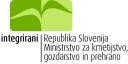 integrirani
Republika Slovenija
Ministrstvo za kmetijstvo,
gozdarstvo in prehrano